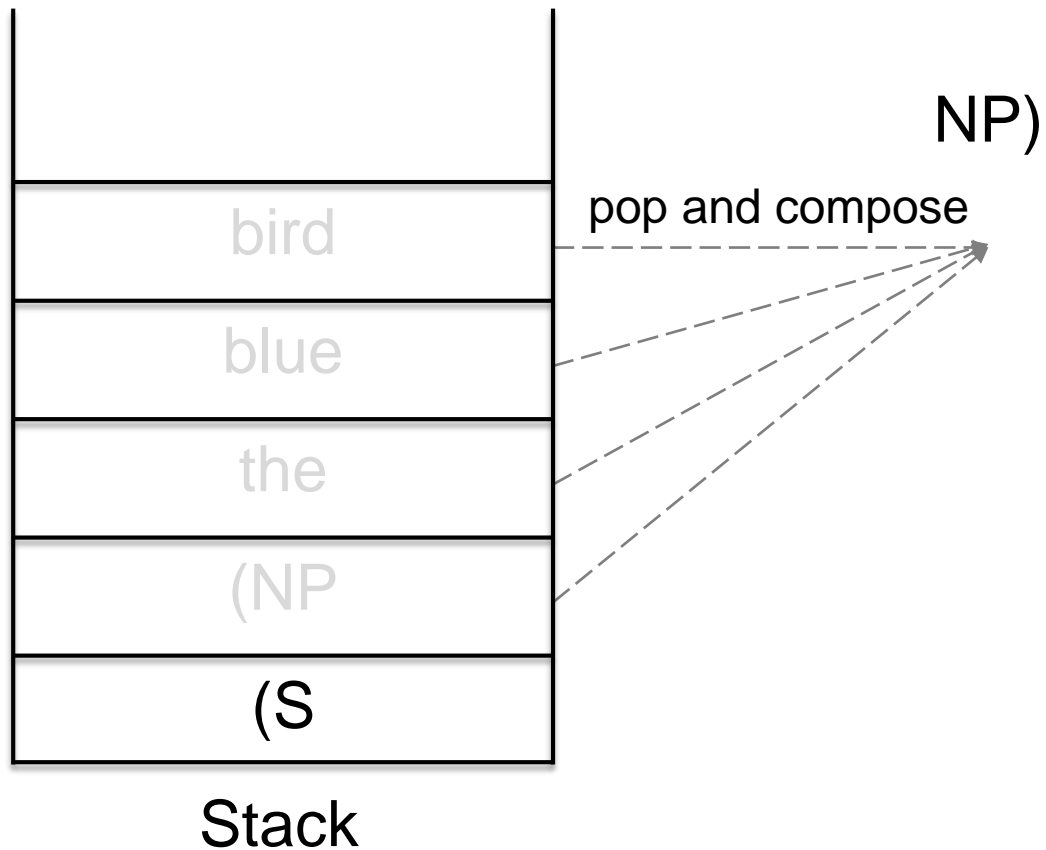 NP)
pop and compose
bird
blue
the
(NP
(S
Stack